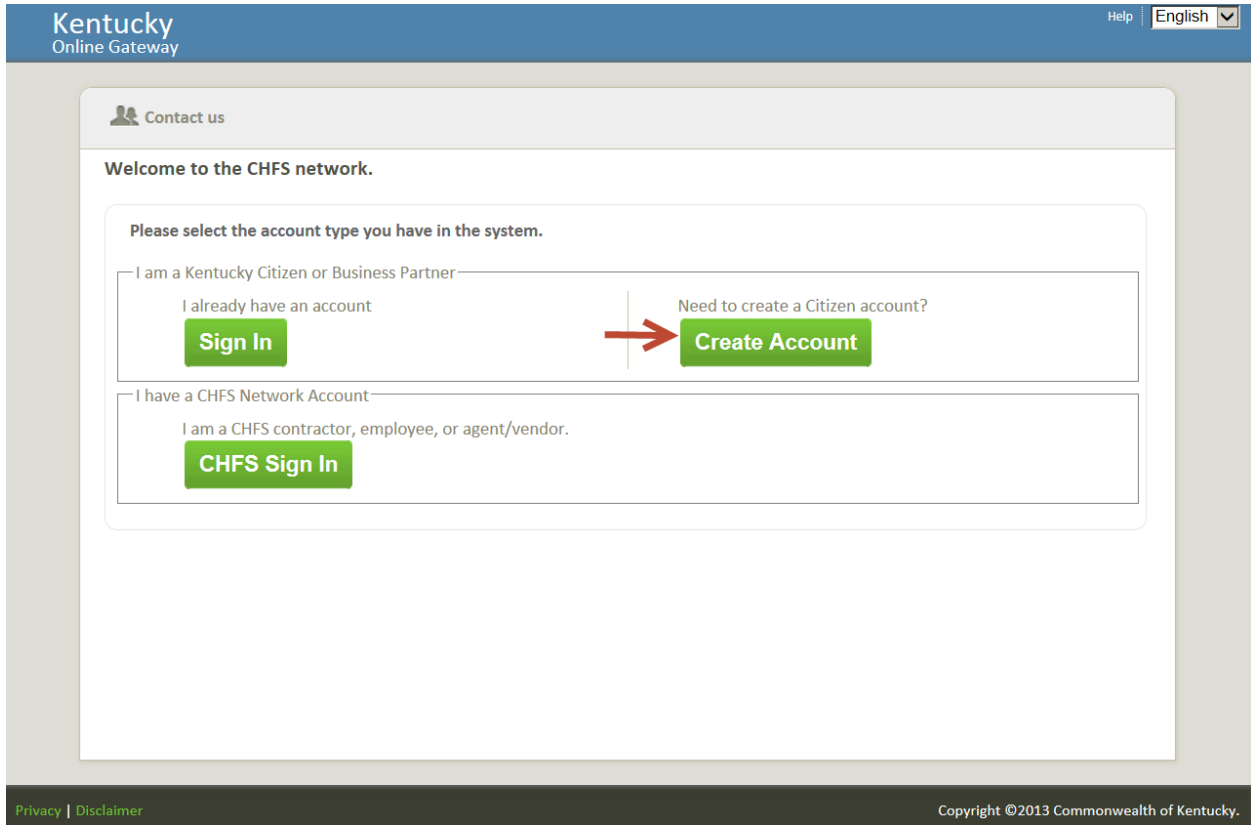 Kentucky
Online Gateway
Help
English
Contact us
Welcome to the CHFS network.
Please select the account type you have in the system.
I am a Kentucky Citizen or Business Partner
I already have an account
Need to create a Citizen account?
Sign In
Create Account
I have a CHFS Network Account
I am a CHFS contractor, employee, or agent/vendor.
CHFS Sign In
Privacy | Disclaimer
Copyright ©2013 Commonwealth of Kentucky.